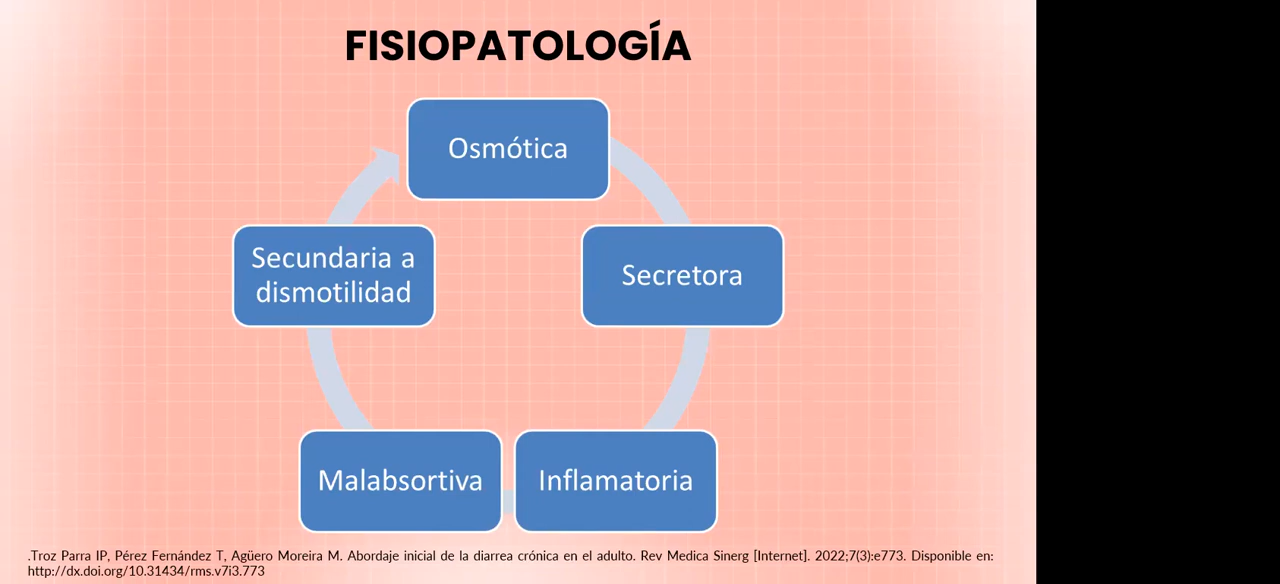 FISIOPATOLOGÍA
Osmótica
Secundaria a
dismotilidad
Secretora
Malabsortiva
Inflamatoria
.Troz Parra IP, Pérez Fernández T, Agüero Moreira M. Abordaje inicial de la diarrea crónica en el adulto. Rev Medica Sinerg [Internet]. 2022;7(3):e773. Disponible en:
http://dx.doi.org/10.31434/rms.v7i3.773